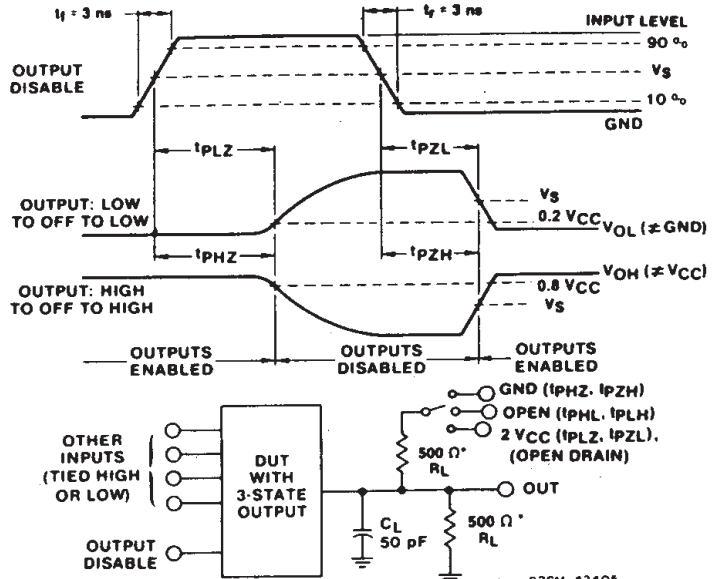 tf = 3 ns
tf = 3 ns
INPUT LEVEL
90 %
OUTPUT DISABLE
VS
10 %
GND
tPLZ
tPZL
OUTPUT: LOW TO OFF TO LOW
VS
0.2 VCC
VOL (≠ GND)
tPHZ
tPZH
OUTPUT: HIGH TO OFF TO HIGH
VOH (≠ VCC)
0.8 VCC
VS
OUTPUTS ENABLED
OUTPUTS DISABLED
OUTPUTS ENABLED
GND (tPHZ, tPZH)
OPEN (tPHL, tPLH)
2 VCC (tPLZ, tPZL),
(OPEN DRAIN)
OTHER INPUTS (TIED HIGH OR LOW)
DUT WITH 3-STATE OUTPUT
500 Ω*
RL
OUT
CL
50 pF
500 Ω*
RL
OUTPUT DISABLE